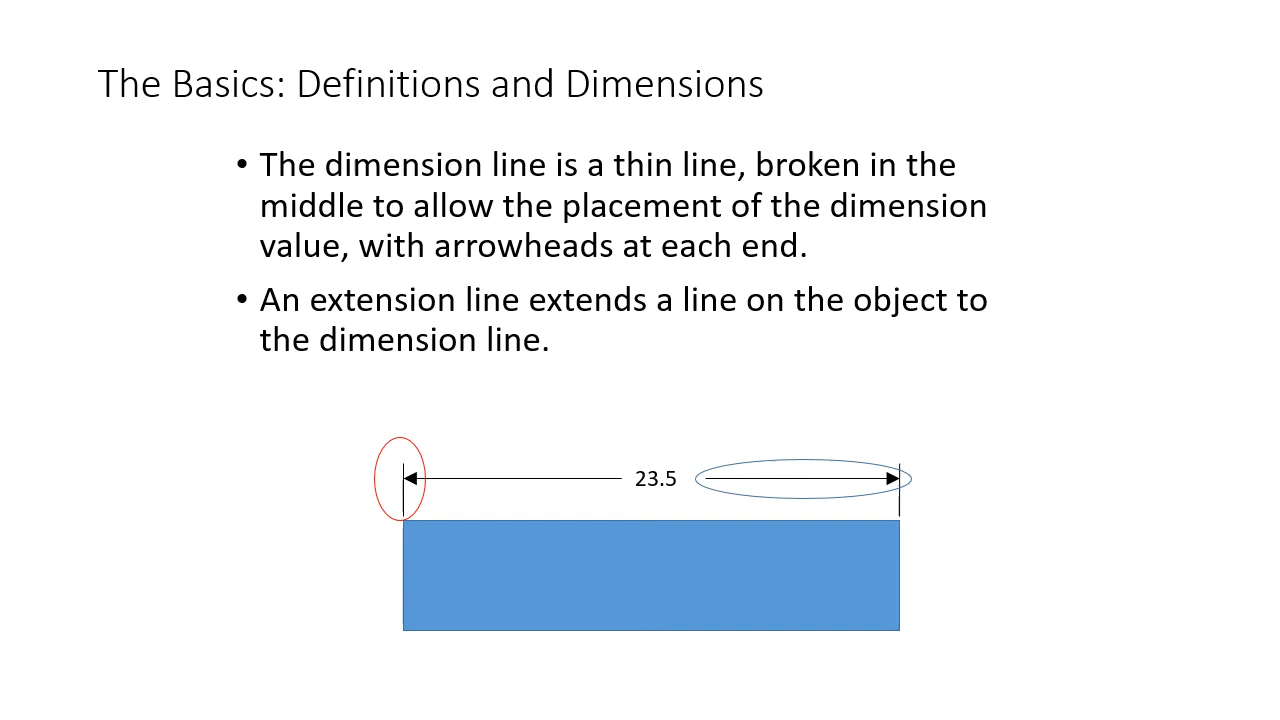 The Basics: Definitions and Dimensions
• The dimension line is a thin line, broken in the
middle to allow the placement of the dimension
value, with arrowheads at each end.
• An extension line extends a line on the object to
the dimension line.
23.5